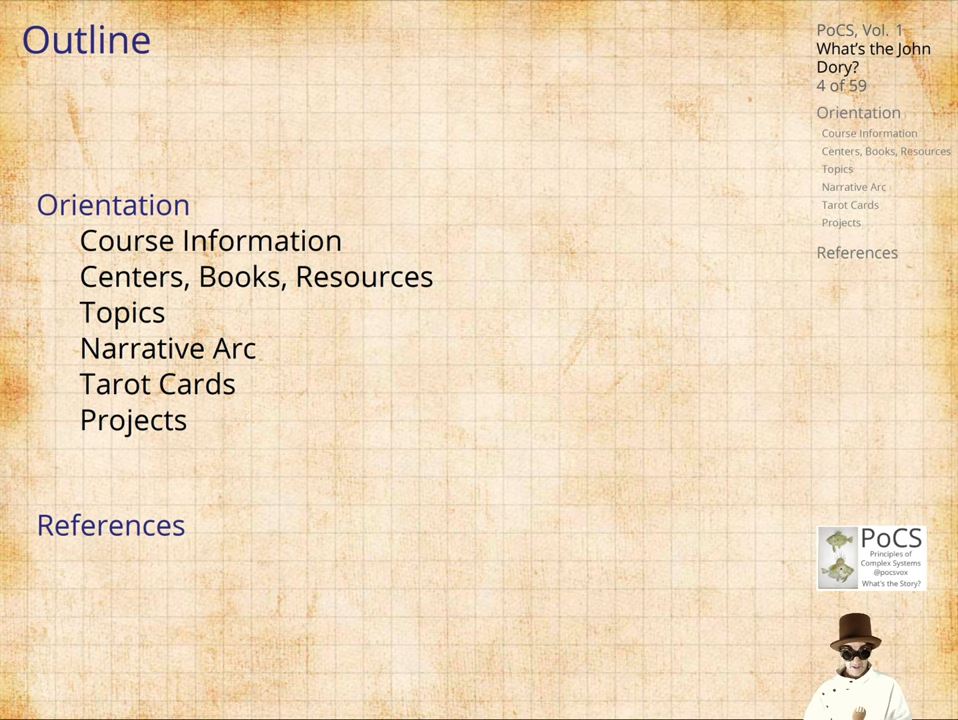 Outline
Orientation
Course Information
Centers, Books, Resources
Topics
Narrative Arc
Tarot Cards
Projects
References
PoCS, Vol. 1
What's the John
Dory?
4 of 59
Orientation
Course Information
Centers, Books, Resources
Topics
Narrative Arc
Tarot Cards
Projects
References
PoCS
Principles of
Complex Systems
@pocsvox
What's the Story?